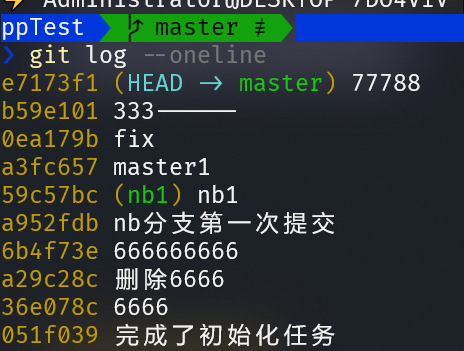 Administrator@DESKTOP-7DO4V1V
ppTest master ≢
❯ git log --oneline
e7173f1 (HEAD -> master) 77788
b59e101 333------
0ea179b fix
a3fc657 master1
59c57bc (nb1) nb1
a952fdb nb分支第一次提交
6b4f73e 666666666
a29c28c 删除6666
36e078c 6666
051f039 完成了初始化任务